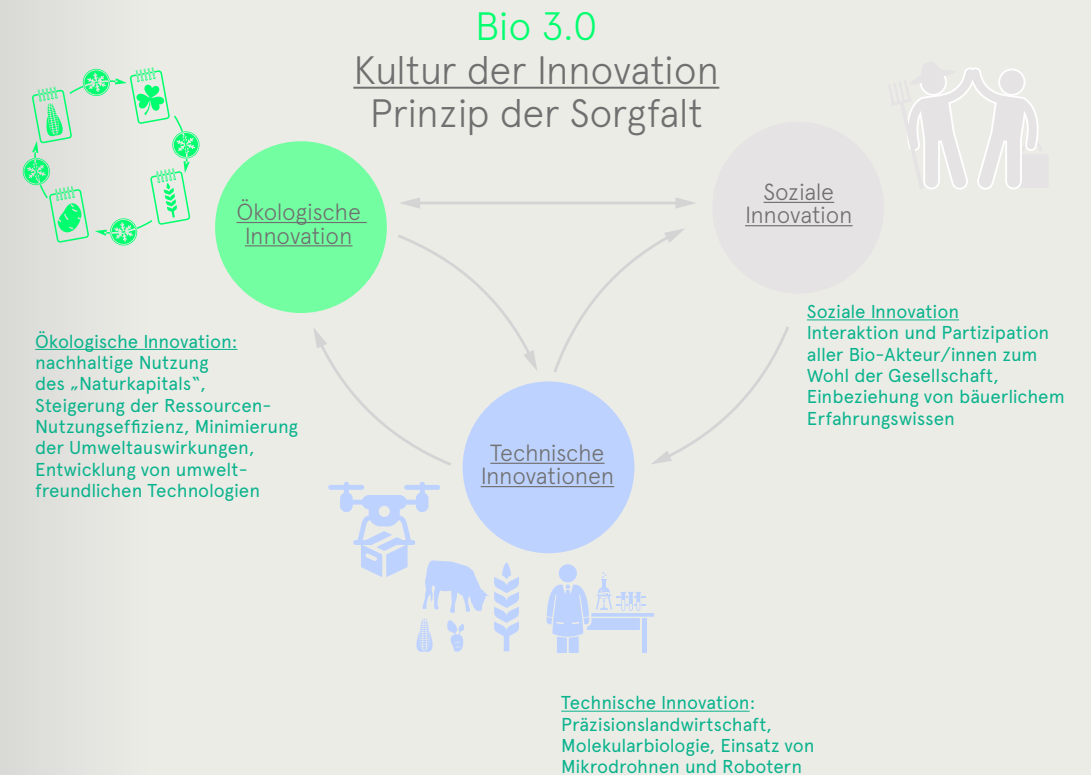 Bio 3.0
Kultur der Innovation
Prinzip der Sorgfalt
Ökologische
Innovation
Soziale
Innovation
Ökologische Innovation:
nachhaltige Nutzung
des „Naturkapitals“,
Steigerung der Ressourcen-
Nutzungseffizienz, Minimierung
der Umweltauswirkungen,
Entwicklung von umwelt-
freundlichen Technologien
Soziale Innovation
Interaktion und Partizipation
aller Bio-Akteur/innen zum
Wohl der Gesellschaft,
Einbeziehung von bäuerlichem
Erfahrungswissen
Technische
Innovationen
Technische Innovation:
Präzisionslandwirtschaft,
Molekularbiologie, Einsatz von
Mikrodrohnen und Robotern